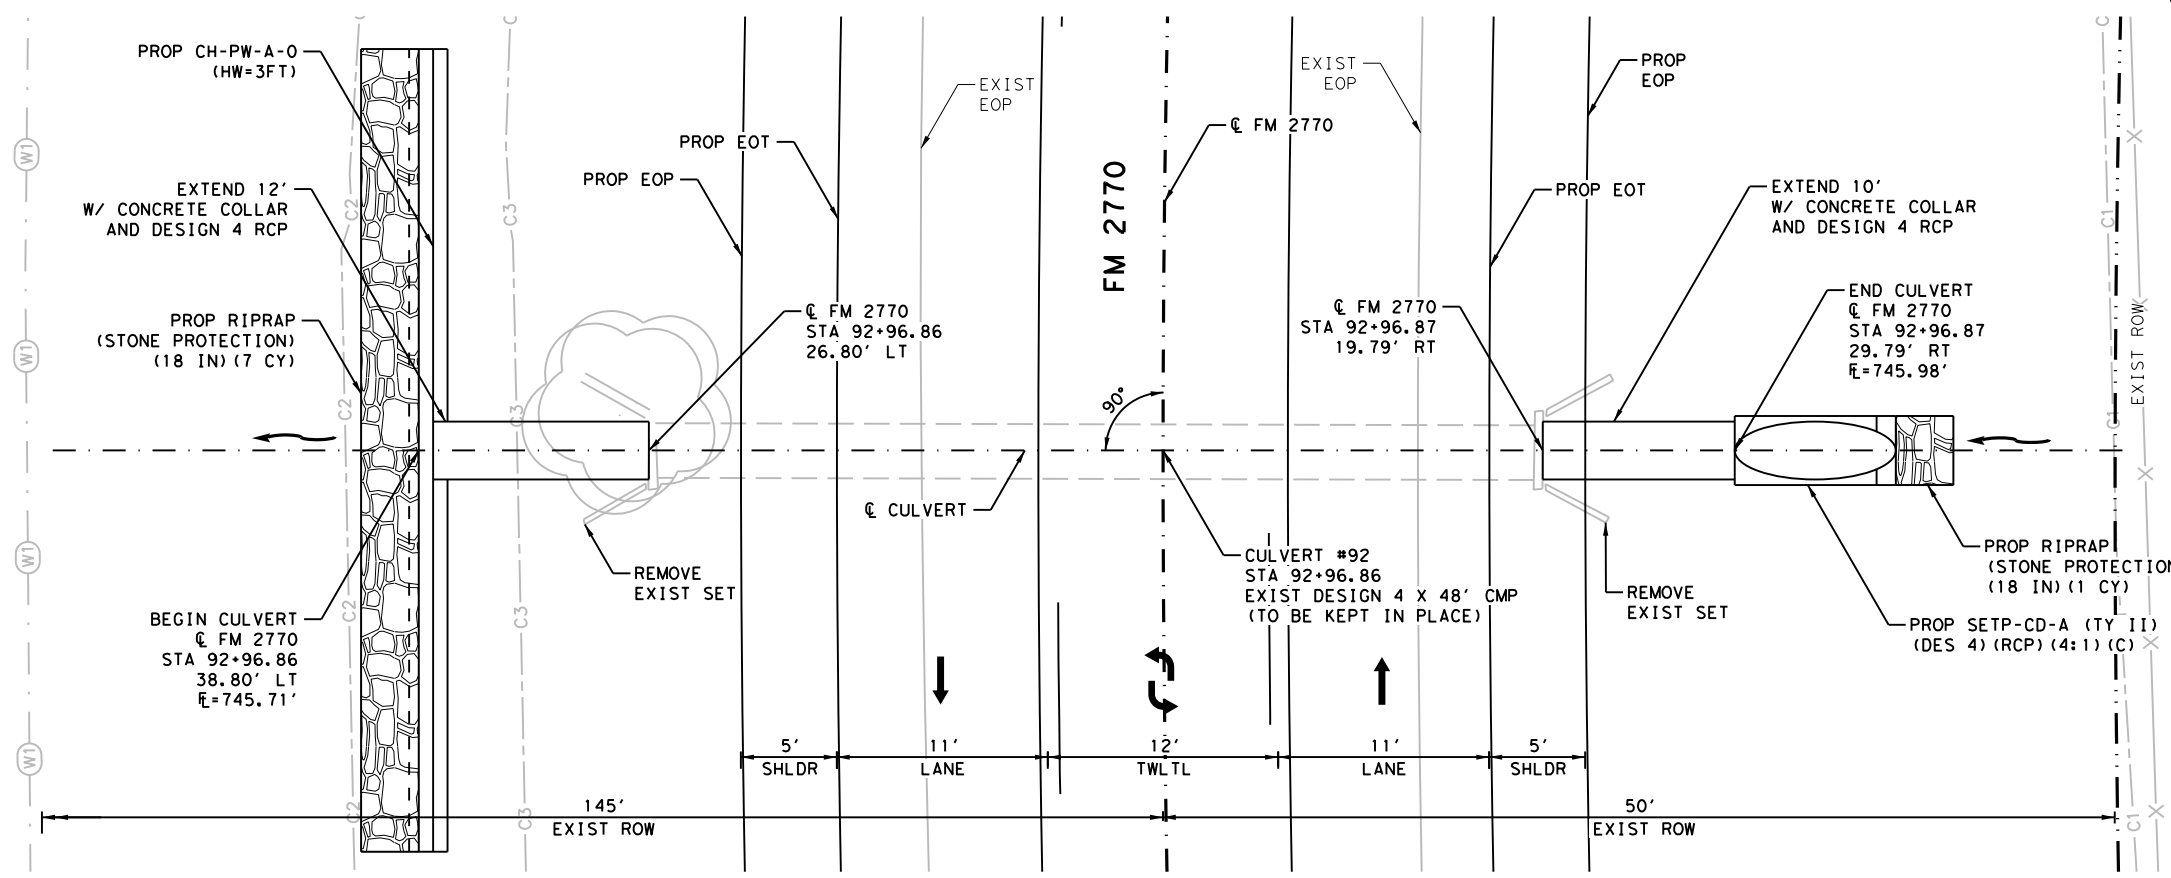 PROP CH-PW-A-0
(HW=3FT)
EXTEND 12'
W/ CONCRETE COLLAR
AND DESIGN 4 RCP
PROP RIPRAP
(STONE PROTECTION)
(18 IN)(7 CY)
BEGIN CULVERT
℄ FM 2770
STA 92+96.86
38.80' LT
FL=745.71'
W1
W1
W1
W1
C
C2
C2
C2
C2
C
C3
C3
C3
C3
PROP EOT
PROP EOP
EXIST
EOP
℄ FM 2770
STA 92+96.86
26.80' LT
℄ CULVERT
REMOVE
EXIST SET
FM 2770
90°
℄ FM 2770
EXIST
EOP
PROP
EOP
PROP EOT
℄ FM 2770
STA 92+96.87
19.79' RT
CULVERT #92
STA 92+96.86
EXIST DESIGN 4 X 48' CMP
(TO BE KEPT IN PLACE)
EXTEND 10'
W/ CONCRETE COLLAR
AND DESIGN 4 RCP
END CULVERT
℄ FM 2770
STA 92+96.87
29.79' RT
FL=745.98'
EXIST ROW
C
C1
C1
C1
REMOVE
EXIST SET
PROP RIPRAP
(STONE PROTECTION
(18 IN)(1 CY)
PROP SETP-CD-A (TY II)
(DES 4)(RCP)(4:1)(C)
5'
SHLDR
11'
LANE
12'
TWLTL
11'
LANE
5'
SHLDR
145'
EXIST ROW
50'
EXIST ROW